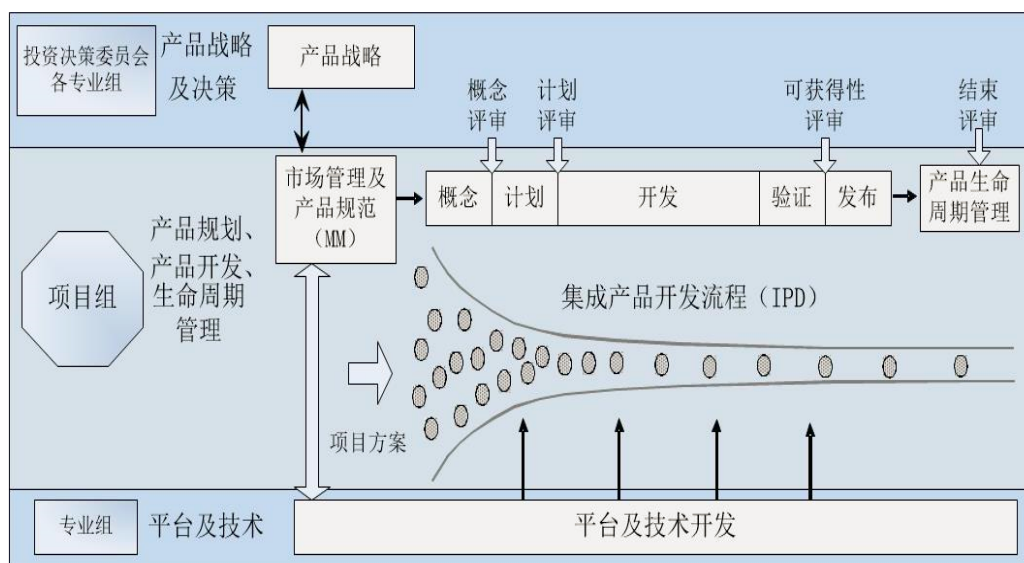 投资决策委员会
各专业组
产品战略
及决策
产品战略
概念
评审
计划
评审
可获得性
评审
结束
评审
市场管理及
产品规范
（MM）
概念
计划
开发
验证
发布
产品生命
周期管理
项目组
产品规划、
产品开发、
生命周期
管理
集成产品开发流程（IPD）
项目方案
专业组
平台及技术
平台及技术开发